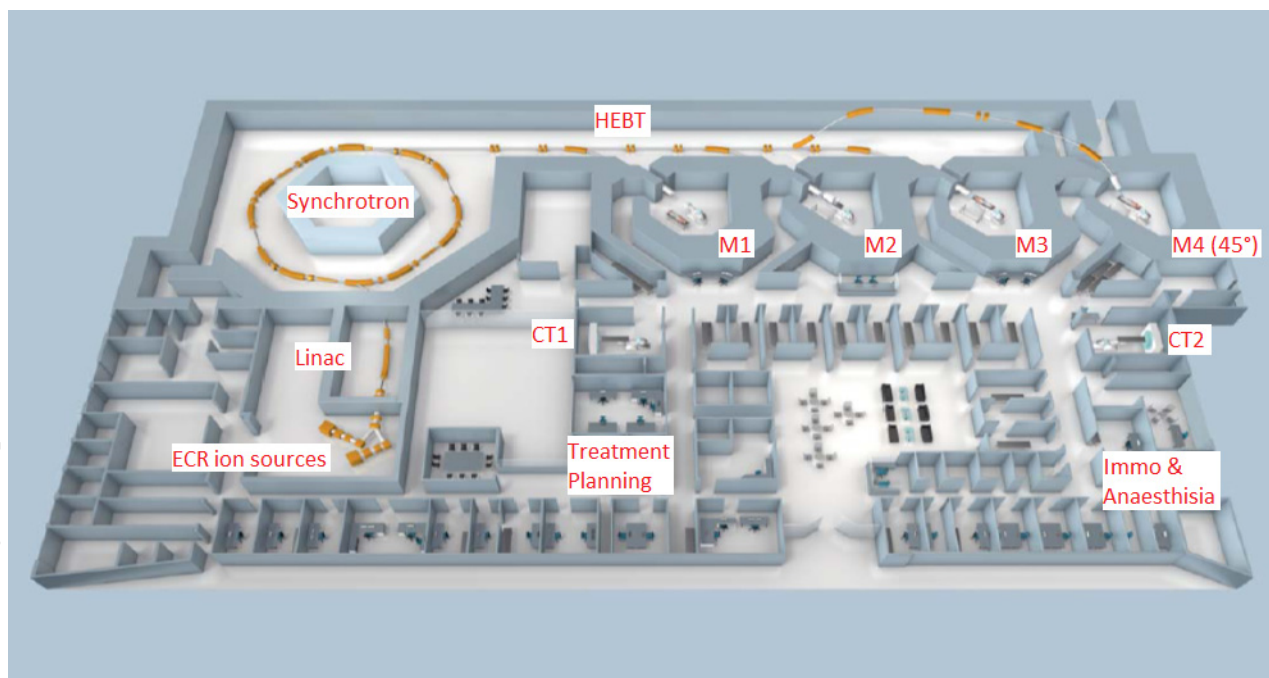 HEBT
Synchrotron
M1
M2
M3
M4 (45°)
CT1
CT2
Linac
ECR ion sources
Treatment
Planning
Immo &
Anaesthisia